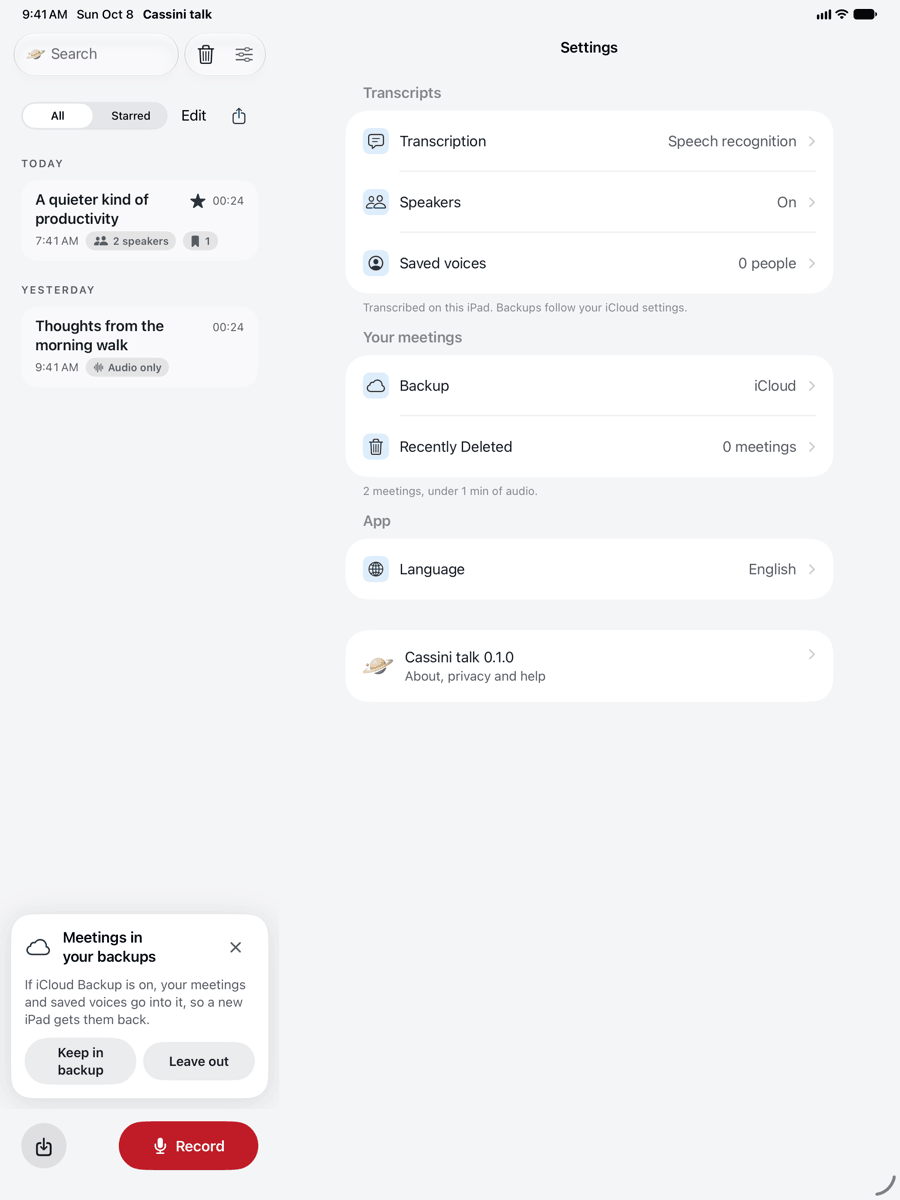 9:41 AM Sun Oct 8 Cassini talk
Search
All
Starred
Edit
TODAY
A quieter kind of
productivity
00:24
7:41 AM
2 speakers
1
YESTERDAY
Thoughts from the
morning walk
00:24
9:41 AM
Audio only
Meetings in
your backups
If iCloud Backup is on, your meetings
and saved voices go into it, so a new
iPad gets them back.
Keep in
backup
Leave out
Record
Settings
Transcripts
Transcription
Speech recognition
Speakers
On
Saved voices
0 people
Transcribed on this iPad. Backups follow your iCloud settings.
Your meetings
Backup
iCloud
Recently Deleted
0 meetings
2 meetings, under 1 min of audio.
App
Language
English
Cassini talk 0.1.0
About, privacy and help